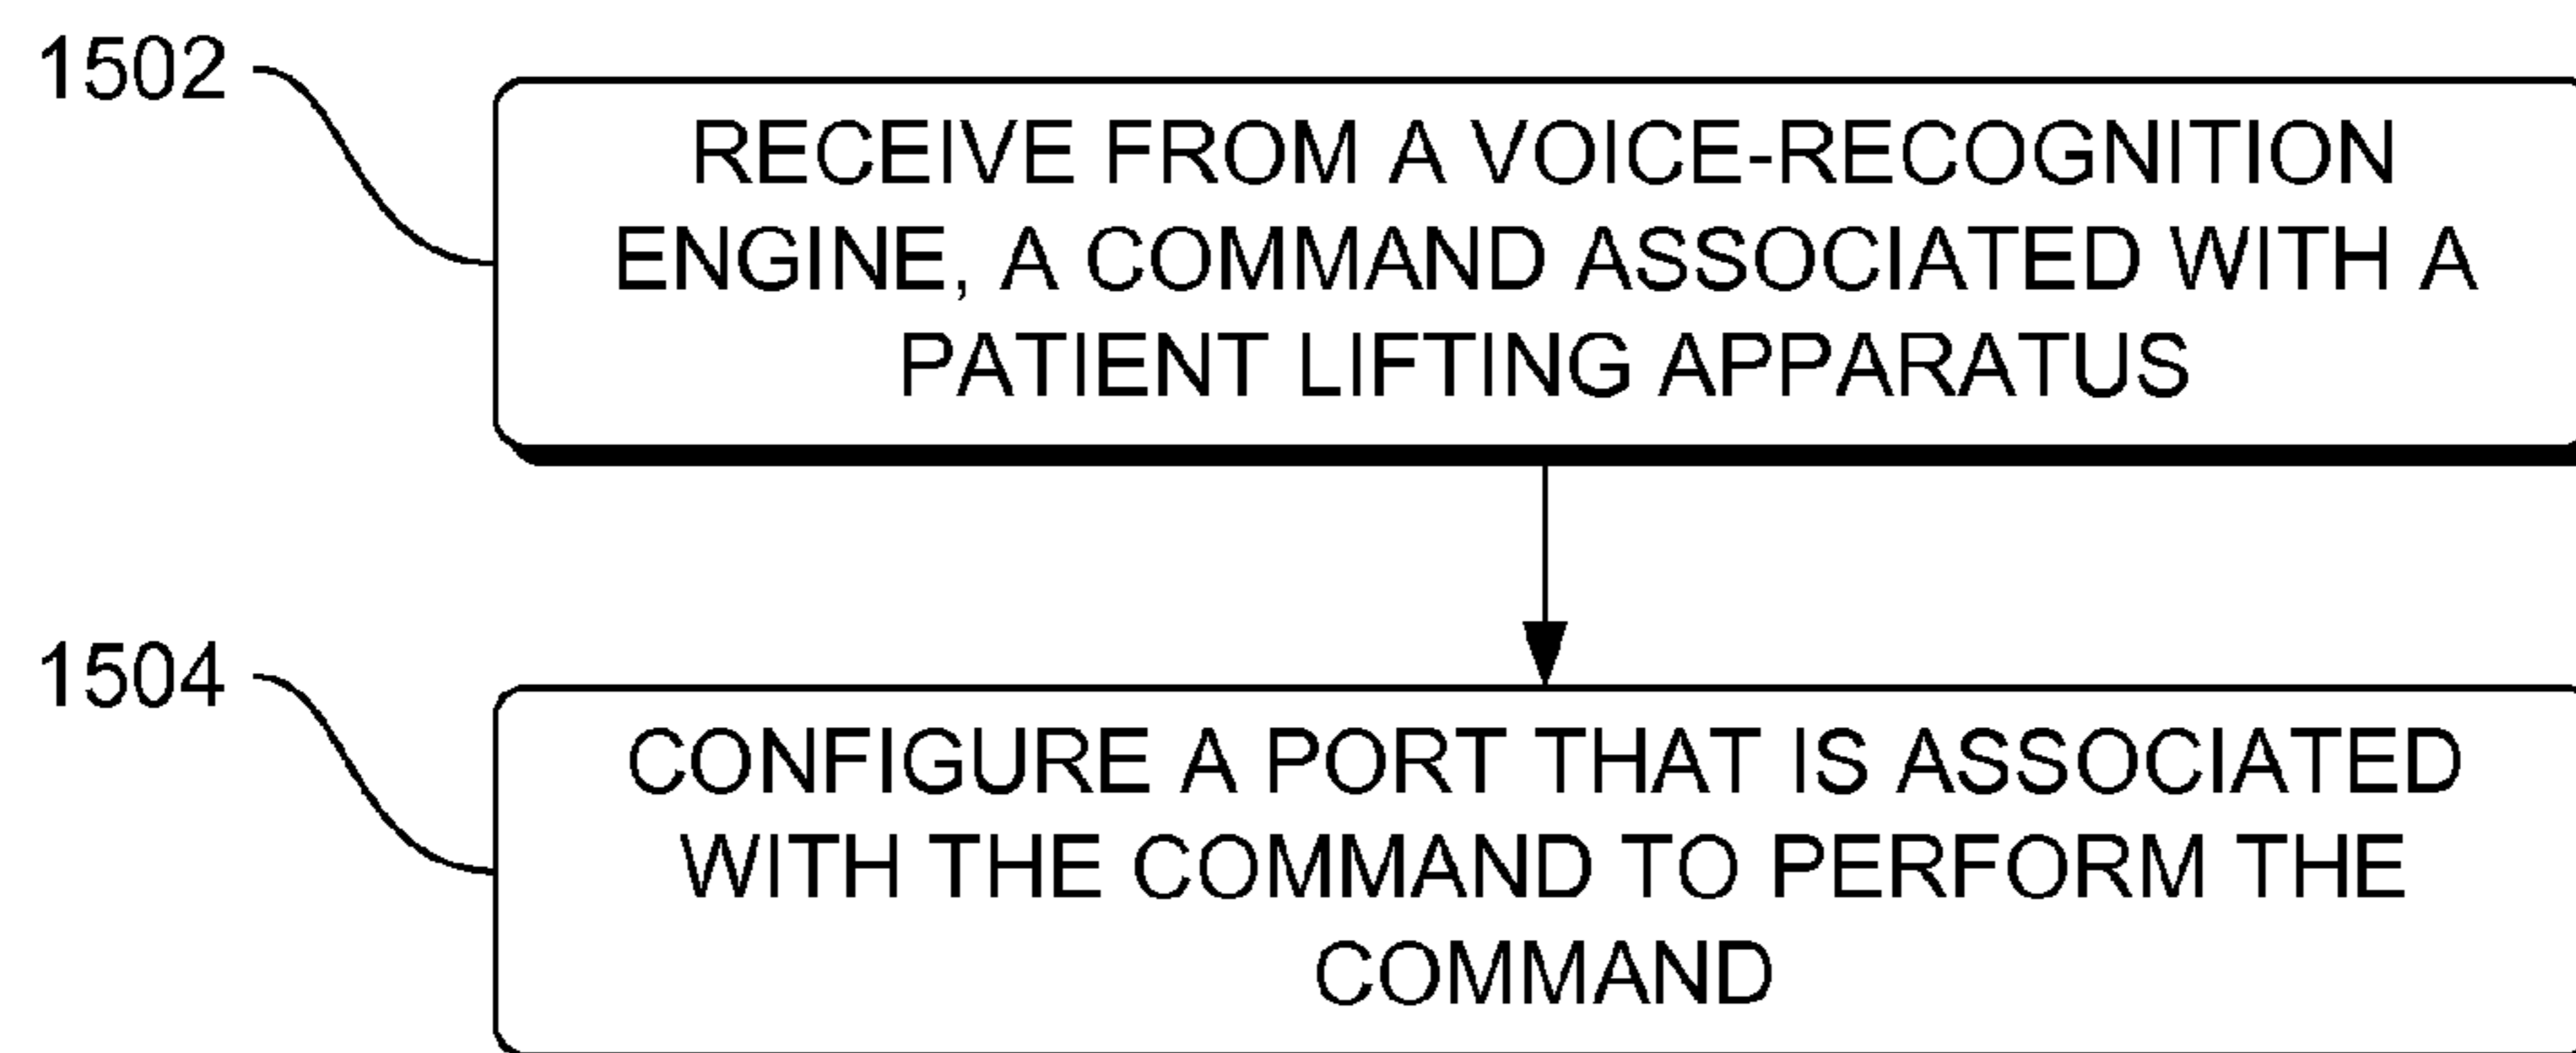 1502
RECEIVE FROM A VOICE-RECOGNITION
ENGINE, A COMMAND ASSOCIATED WITH A
PATIENT LIFTING APPARATUS
1504
CONFIGURE A PORT THAT IS ASSOCIATED
WITH THE COMMAND TO PERFORM THE
COMMAND